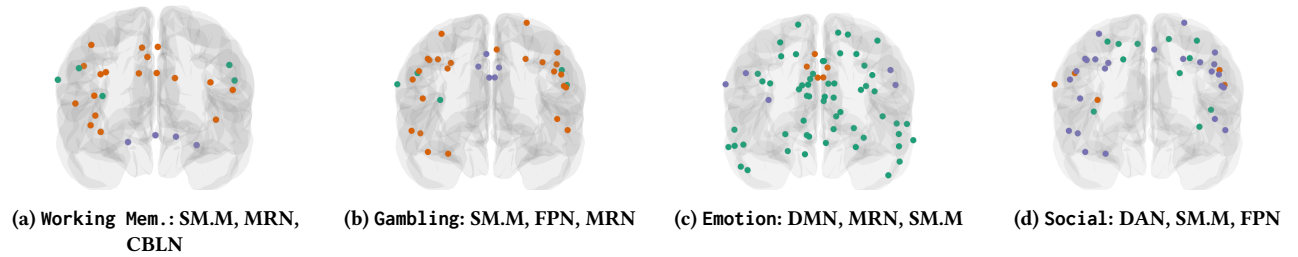 (a) Working Mem.: SM.M, MRN,
CBLN
(b) Gambling: SM.M, FPN, MRN
(c) Emotion: DMN, MRN, SM.M
(d) Social: DAN, SM.M, FPN